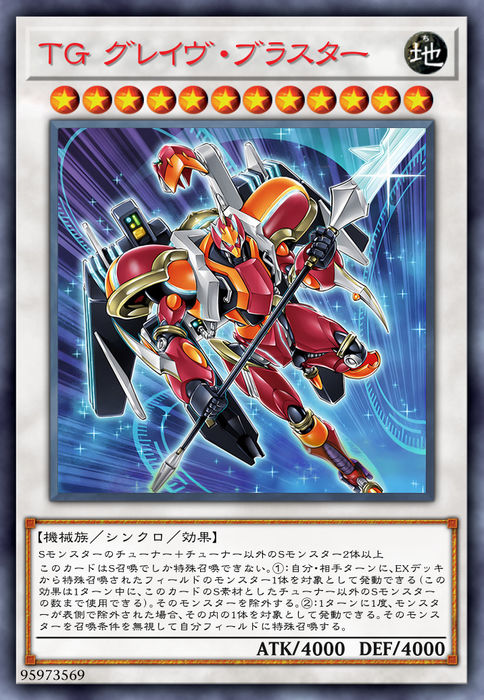 TG グレイヴ・ブラスター
地
ち
【機械族／シンクロ／効果】
Sモンスターのチューナー＋チューナー以外のSモンスター2体以上
このカードはS召喚でしか特殊召喚できない。①：自分・相手ターンに、EXデッキ
から特殊召喚されたフィールドのモンスター1体を対象として発動できる(この
効果は1ターン中に、このカードのS素材としたチューナー以外のSモンスター
の数まで使用できる)。そのモンスターを除外する。②：1ターンに1度、モンスター
が表側で除外された場合、その内の1体を対象として発動できる。そのモンス
ターを召喚条件を無視して自分フィールドに特殊召喚する。
ATK/4000 DEF/4000
95973569